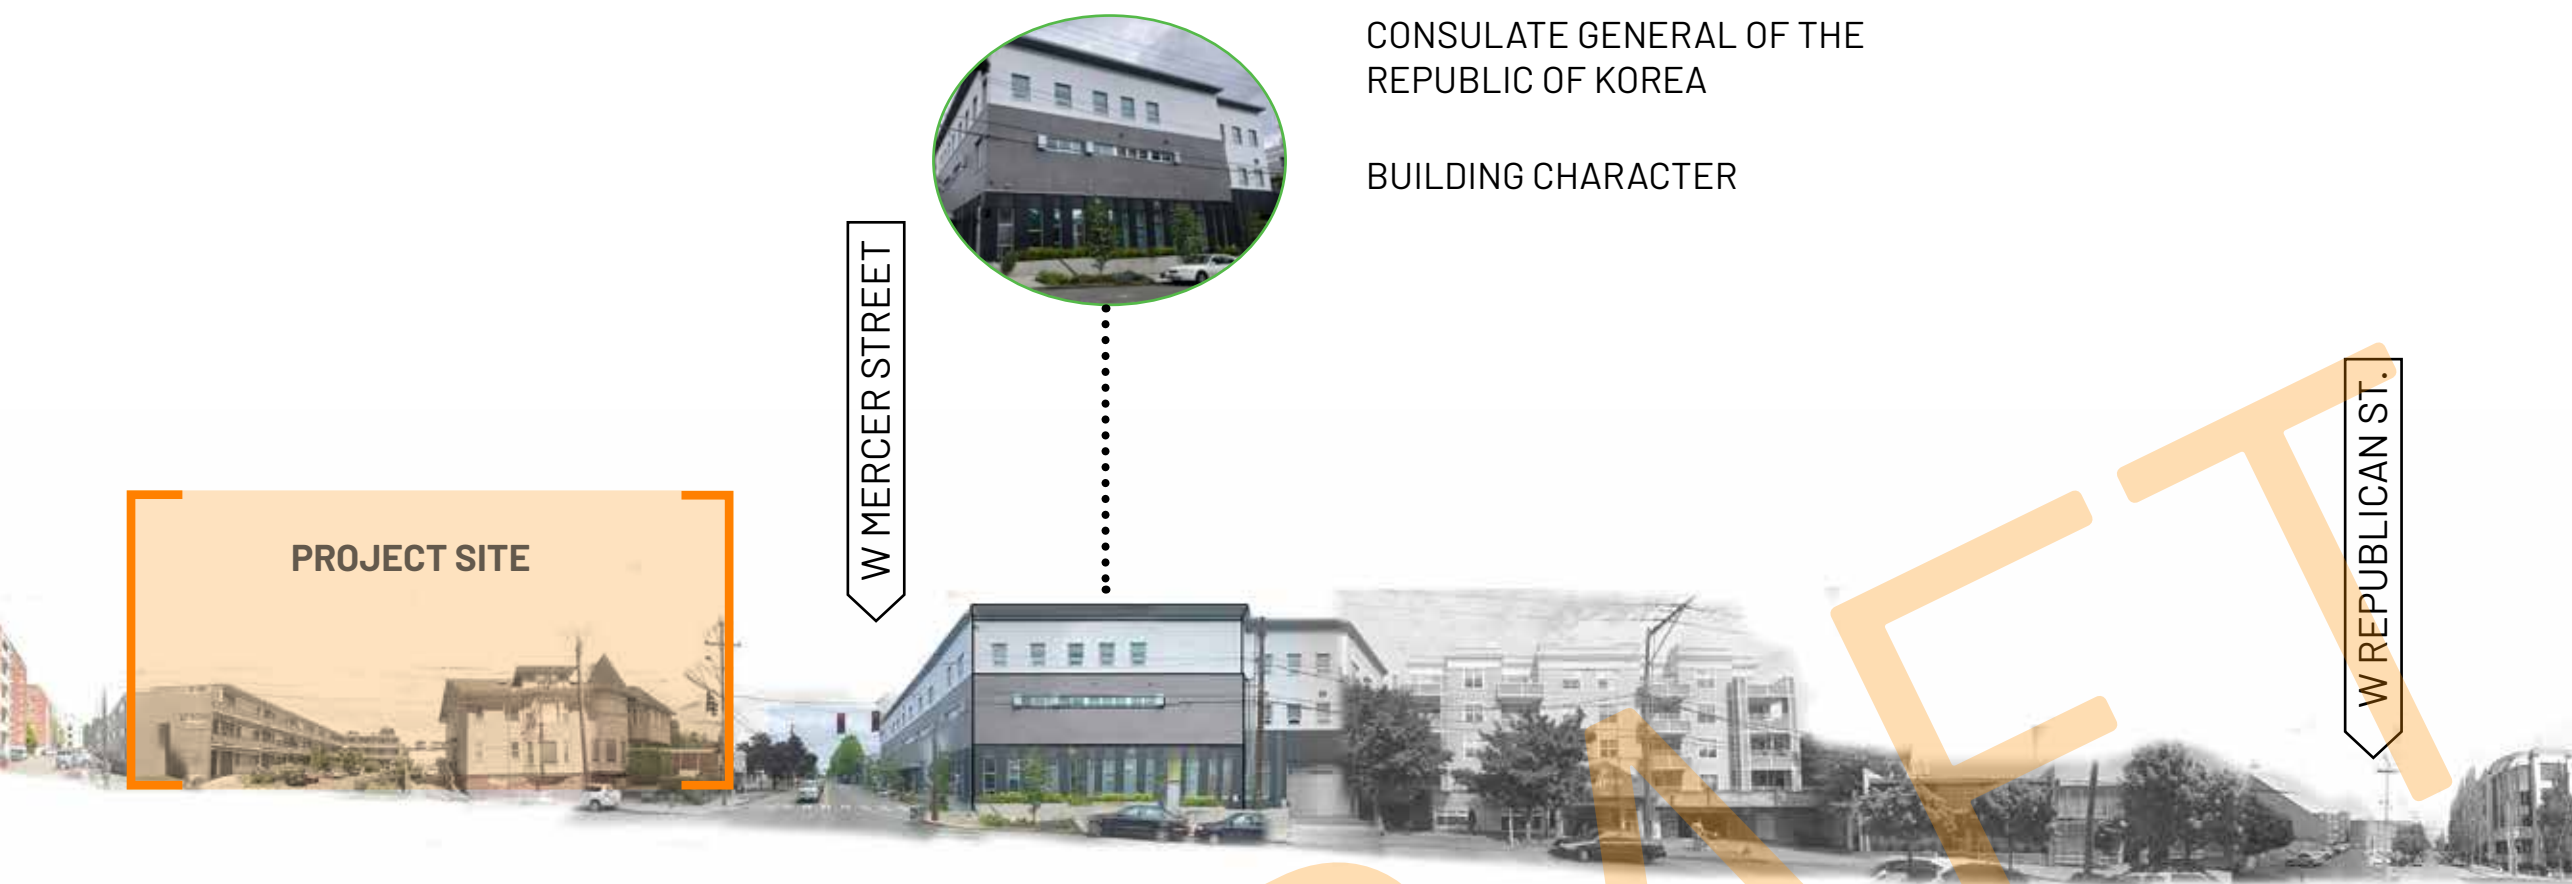 CONSULATE GENERAL OF THE
REPUBLIC OF KOREA
BUILDING CHARACTER
W MERCER STREET
W REPUBLICAN ST.
PROJECT SITE